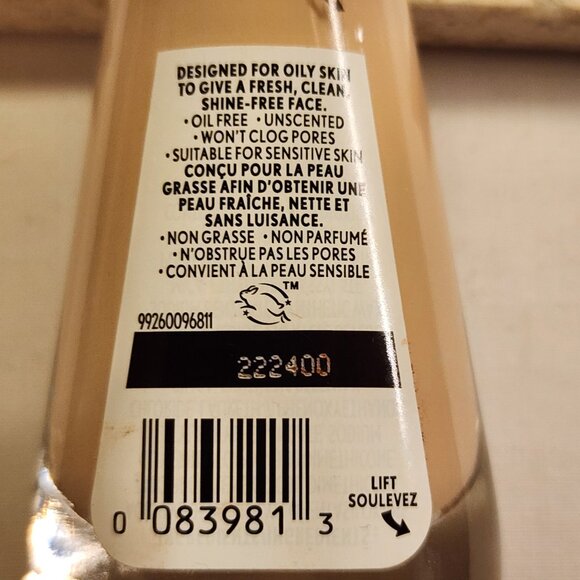 DESIGNED FOR OILY SKIN
TO GIVE A FRESH, CLEAN,
SHINE-FREE FACE.
• OIL FREE • UNSCENTED
• WON'T CLOG PORES
• SUITABLE FOR SENSITIVE SKIN
CONÇU POUR LA PEAU
GRASSE AFIN D'OBTENIR UNE
PEAU FRAÎCHE, NETTE ET
SANS LUISANCE.
• NON GRASSE • NON PARFUMÉ
• N'OBSTRUE PAS LES PORES
• CONVIENT À LA PEAU SENSIBLE
TM
99260096811
222400
LIFT
SOULEVEZ
0 083981 3